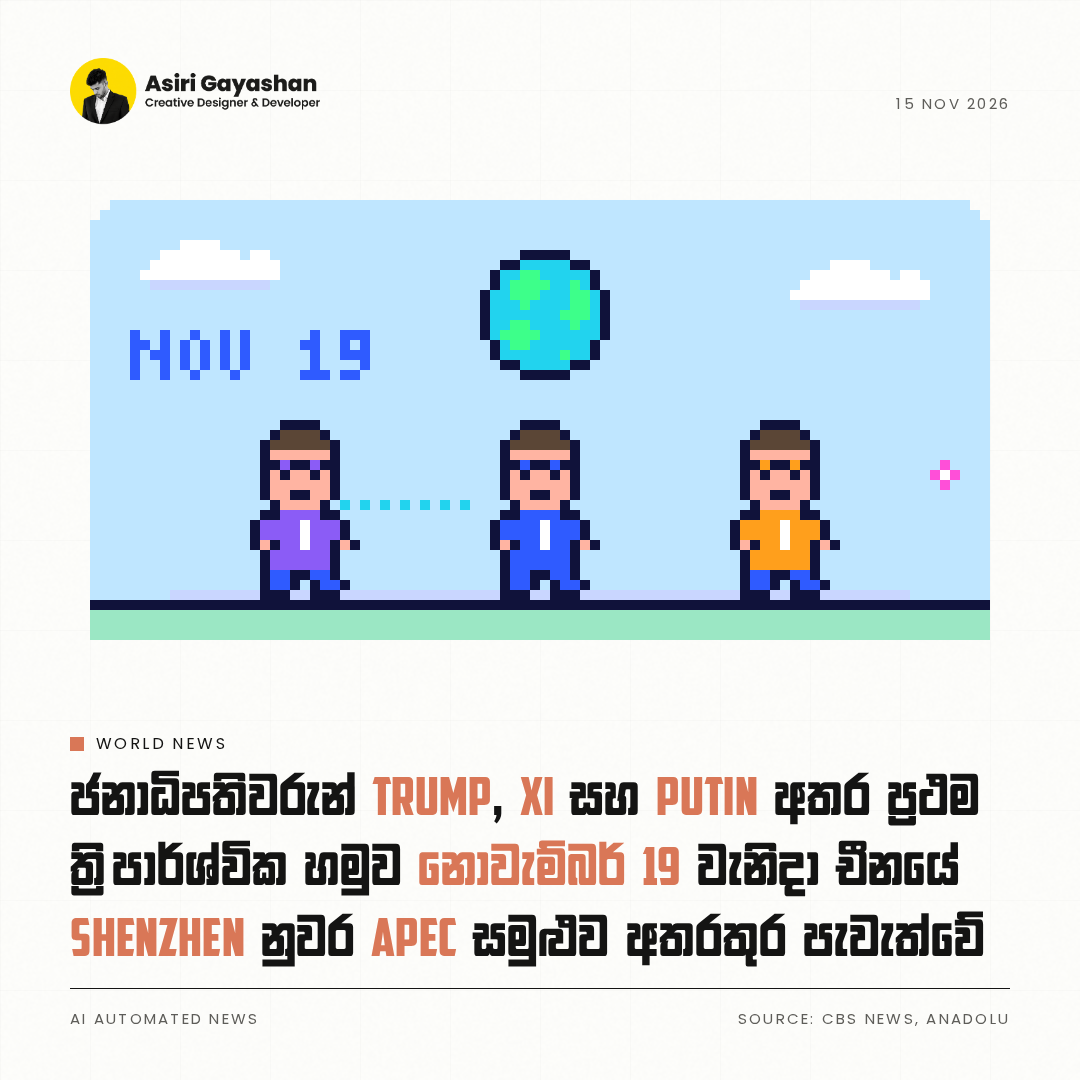 Asiri Gayashan
Creative Designer & Developer
15 NOV 2026
NOV 19
WORLD NEWS
ජනාධිපතිවරුන් TRUMP, XI සහ PUTIN අතර ප්‍රථම
ත්‍රිපාර්ශ්වික හමුව නොවැම්බර් 19 වැනිදා චීනයේ
SHENZHEN නුවර APEC සමුළුව අතරතුර පැවැත්වේ
AI AUTOMATED NEWS
SOURCE: CBS NEWS, ANADOLU